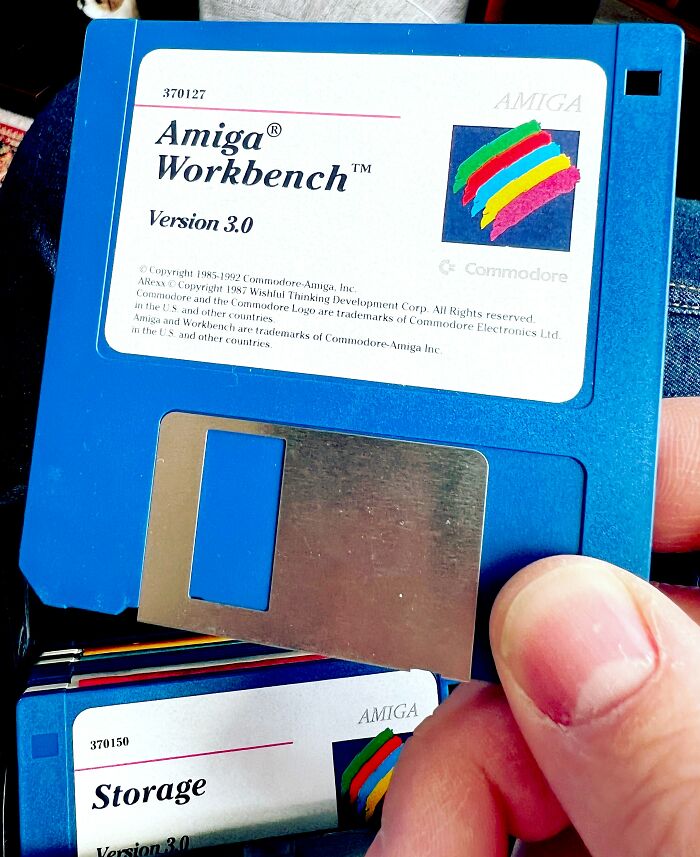 370127
AMIGA
Amiga®
Workbench™
Version 3.0
Commodore
© Copyright 1985-1992 Commodore-Amiga, Inc.
ARexx © Copyright 1987 Wishful Thinking Development Corp. All Rights reserved.
Commodore and the Commodore Logo are trademarks of Commodore Electronics Ltd.
in the U.S. and other countries.
Amiga and Workbench are trademarks of Commodore-Amiga Inc.
in the U.S. and other countries.
370150
AMIGA
Storage
Version 3.0